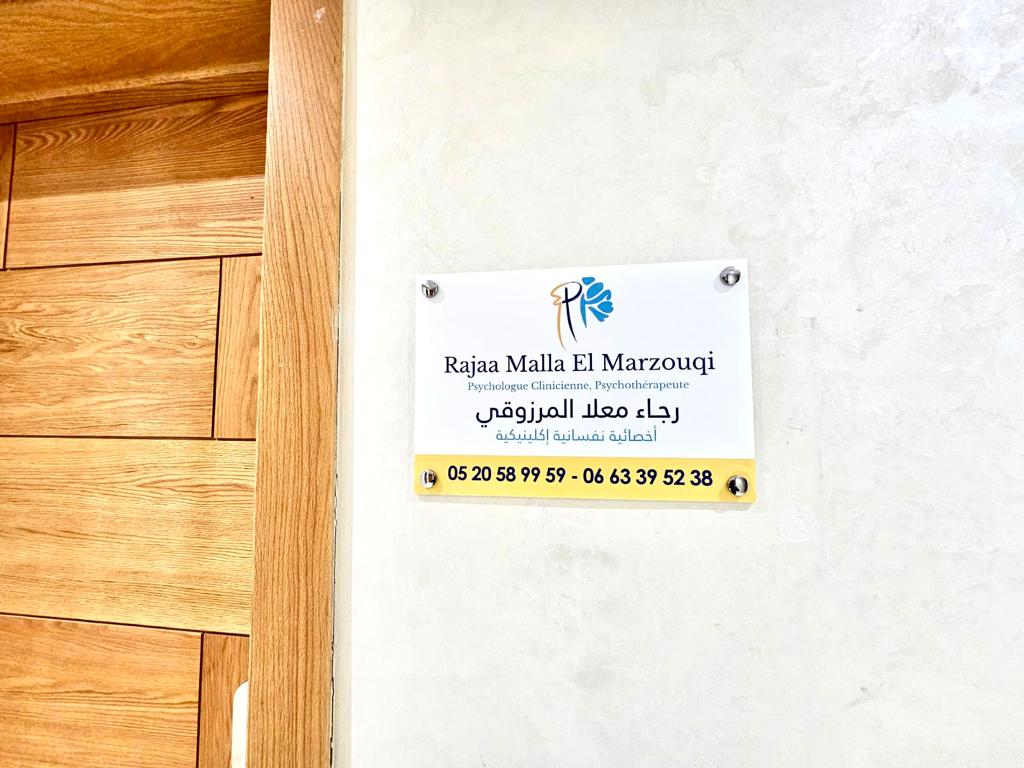 Rajaa Malla El Marzouqi
Psychologue Clinicienne, Psychothérapeute
رجاء معلا المرزوقي
أخصائية نفسانية إكلينيكية
05 20 58 99 59 - 06 63 39 52 38